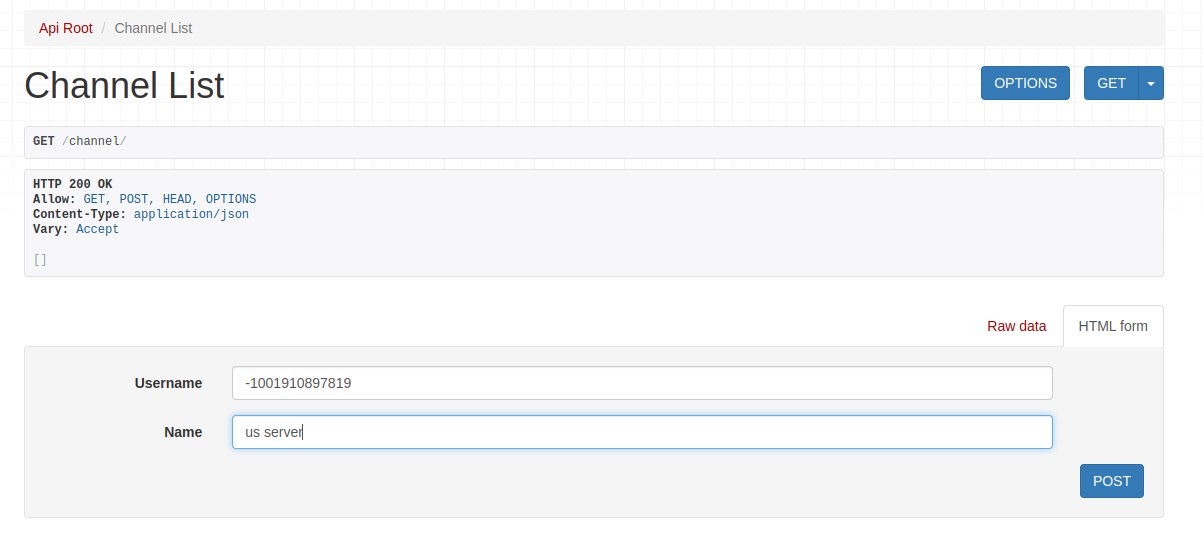 Api Root / Channel List
Channel List
OPTIONS GET
GET /channel/
HTTP 200 OK
Allow: GET, POST, HEAD, OPTIONS
Content-Type: application/json
Vary: Accept
[]
Raw data HTML form
Username -1001910897819
Name us server
POST